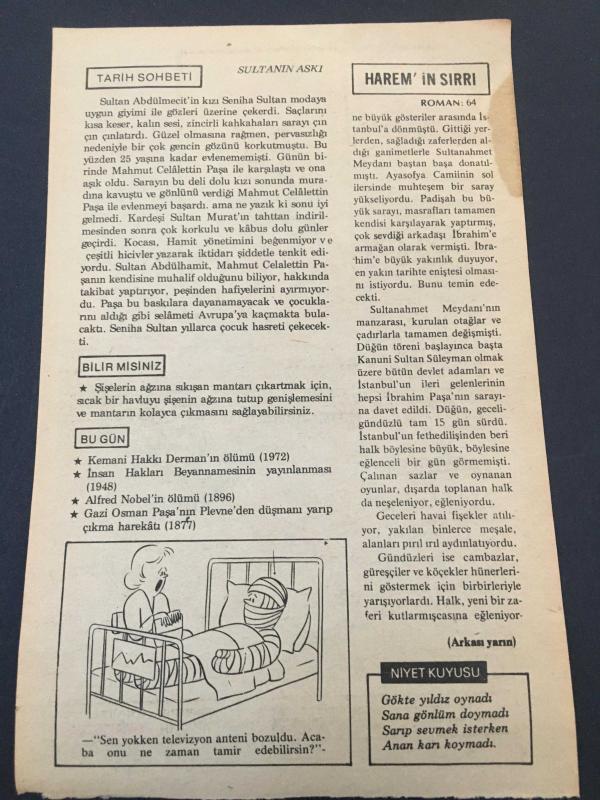 TARİH SOHBETİ
SULTANIN AŞKI
Sultan Abdülmecit'in kızı Seniha Sultan modaya
uygun giyimi ile gözleri üzerine çekerdi. Saçlarını
kısa keser, kalın sesi, zincirli kahkahaları sarayı çın
çın çınlatırdı. Güzel olmasına rağmen, pervasızlığı
nedeniyle bir çok gencin gözünü korkutmuştu. Bu
yüzden 25 yaşına kadar evlenememişti. Günün bi-
rinde Mahmut Celâlettin Paşa ile karşılaştı ve ona
aşık oldu. Sarayın bu deli dolu kızı sonunda mura-
dına kavuştu ve gönlünü verdiği Mahmut Celâlettin
Paşa ile evlenmeyi başardı. ama ne yazık ki sonu iyi
gelmedi. Kardeşi Sultan Murat'ın tahttan indiril-
mesinden sonra çok korkulu ve kâbus dolu günler
geçirdi. Kocası, Hamit yönetimini beğenmiyor ve
çeşitli hicivler yazarak iktidarı şiddetle tenkit edi-
yordu. Sultan Abdülhamit, Mahmut Celalettin Pa-
şanın kendisine muhalif olduğunu biliyor, hakkında
takibat yaptırıyor, peşinden hafiyelerini ayırmıyor-
du. Paşa bu baskılara dayanamayacak ve çocukla-
rını aldığı gibi selâmeti Avrupa'ya kaçmakta bula-
caktı. Seniha Sultan yıllarca çocuk hasreti çekecek-
ti.
BİLİR MİSİNİZ
★ Şişelerin ağzına sıkışan mantarı çıkartmak için,
sıcak bir havluyu şişenin ağzına tutup genişlemesini
ve mantarın kolayca çıkmasını sağlayabilirsiniz.
BU GÜN
★ Kemani Hakkı Derman'ın ölümü (1972)
★ İnsan Hakları Beyannamesinin yayınlanması
(1948)
★ Alfred Nobel'in ölümü (1896)
★ Gazi Osman Paşa'nın Plevne'den düşmanı yarıp
çıkma harekâtı (1877)
—"Sen yokken televizyon anteni bozuldu. Aca-
ba onu ne zaman tamir edebilirsin?"-
HAREM' İN SIRRI
ROMAN: 64
ne büyük gösteriler arasında İs-
tanbul'a dönmüştü. Gittiği yer-
lerden, sağladığı zaferlerden al-
dığı ganimetlerle Sultanahmet
Meydanı baştan başa donatıl-
mıştı. Ayasofya Camiinin sol
ilersinde muhteşem bir saray
yükseliyordu. Padişah bu bü-
yük sarayı, masrafları tamamen
kendisi karşılayarak yaptırmış,
çok sevdiği arkadaşı İbrahim'e
armağan olarak vermişti. İbra-
him'e büyük yakınlık duyuyor,
en yakın tarihte eniştesi olması-
nı istiyordı. Bunu temin ede-
cekti.
Sultanahmet Meydanı'nın
manzarası, kurulan otağlar ve
çadırlarla tamamen değişmişti.
Düğün töreni başlayınca başta
Kanuni Sultan Süleyman olmak
üzere bütün devlet adamları ve
İstanbul'un ileri gelenlerinin
hepsi İbrahim Paşa'nın sarayı-
na davet edildi. Düğün, geceli-
gündüzlü tam 15 gün sürdü.
İstanbul'un fethedilişinden beri
halk böylesine büyük, böylesine
eğlenceli bir gün görmemişti.
Çalınan sazlar ve oynanan
oyunlar, dışarda toplanan halk
da neşeleniyor, eğleniyordu.
Geceleri havai fişekler atılı-
yor, yakılan binlerce meşale,
alanları pırıl ırıl aydınlatıyordu.
Gündüzleri ise cambazlar,
güreşçiler ve köçekler hünerleri-
ni göstermek için birbirleriyle
yarışıyorlardı. Halk, yeni bir za-
feri kutlarmışcasına eğleniyor-
(Arkası yarın)
NİYET KUYUSU
Gökte yıldız oynadı
Sana gönlüm doymadı
Sarıp sevmek isterken
Anan karı koymadı.